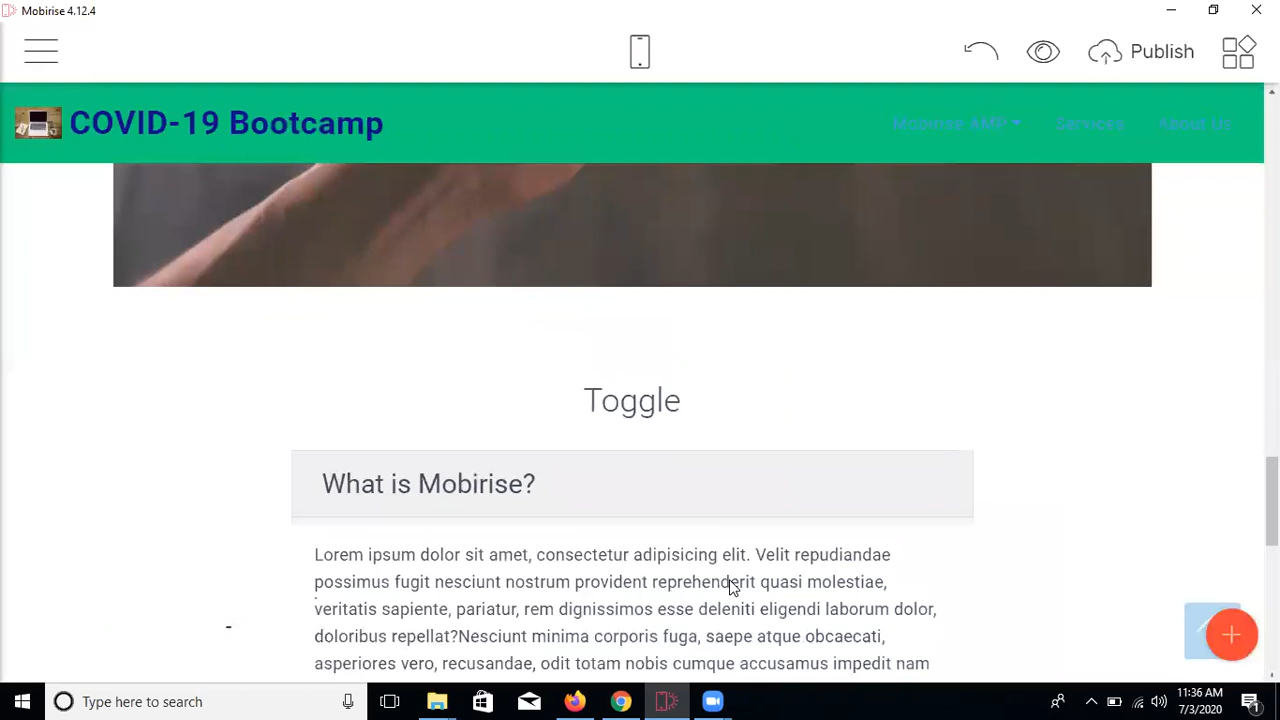 Mobirise 4.12.4
Publish
COVID-19 Bootcamp
Mobirise AMP
Services
About Us
Toggle
What is Mobirise?
Lorem ipsum dolor sit amet, consectetur adipisicing elit. Velit repudiandae
possimus fugit nesciunt nostrum provident reprehenderit quasi molestiae,
veritatis sapiente, pariatur, rem dignissimos esse deleniti eligendi laborum dolor,
doloribus repellat?Nesciunt minima corporis fuga, saepe atque obcaecati,
asperiores vero, recusandae, odit totam nobis cumque accusamus impedit nam
Type here to search
11:36 AM
7/3/2020
1